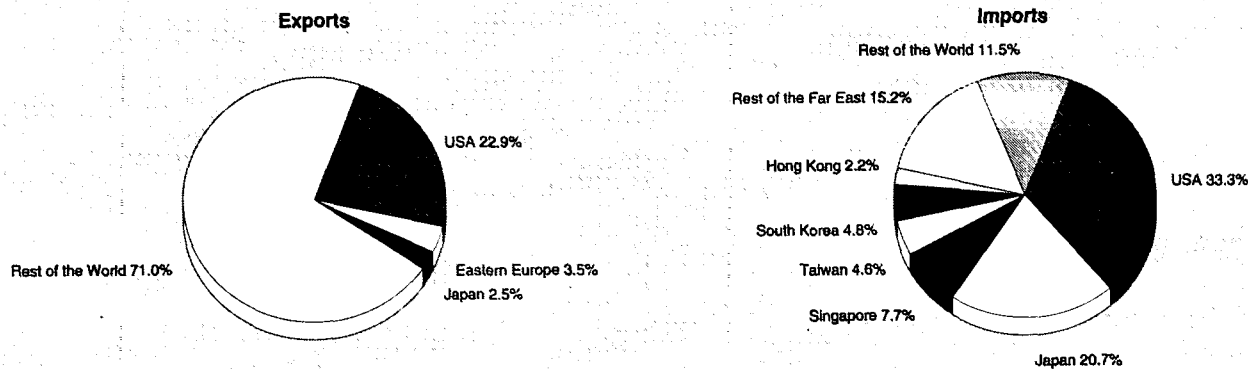 Exports
USA 22.9%
Eastern Europe 3.5%
Japan 2.5%
Rest of the World 71.0%
Imports
Rest of the World 11.5%
Rest of the Far East 15.2%
Hong Kong 2.2%
USA 33.3%
South Korea 4.8%
Taiwan 4.6%
Singapore 7.7%
Japan 20.7%